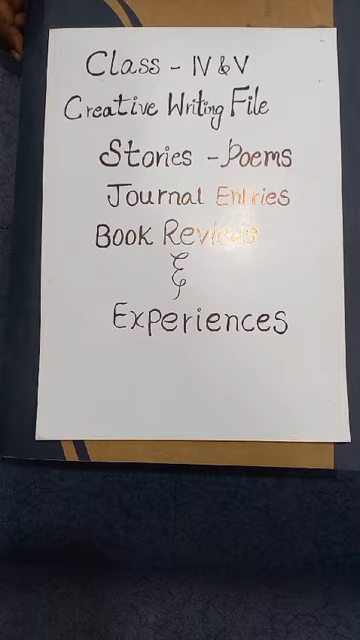 Class - IV & V
Creative Writing File
Stories - Poems
Journal Entries
Book Reviews
&
Experiences